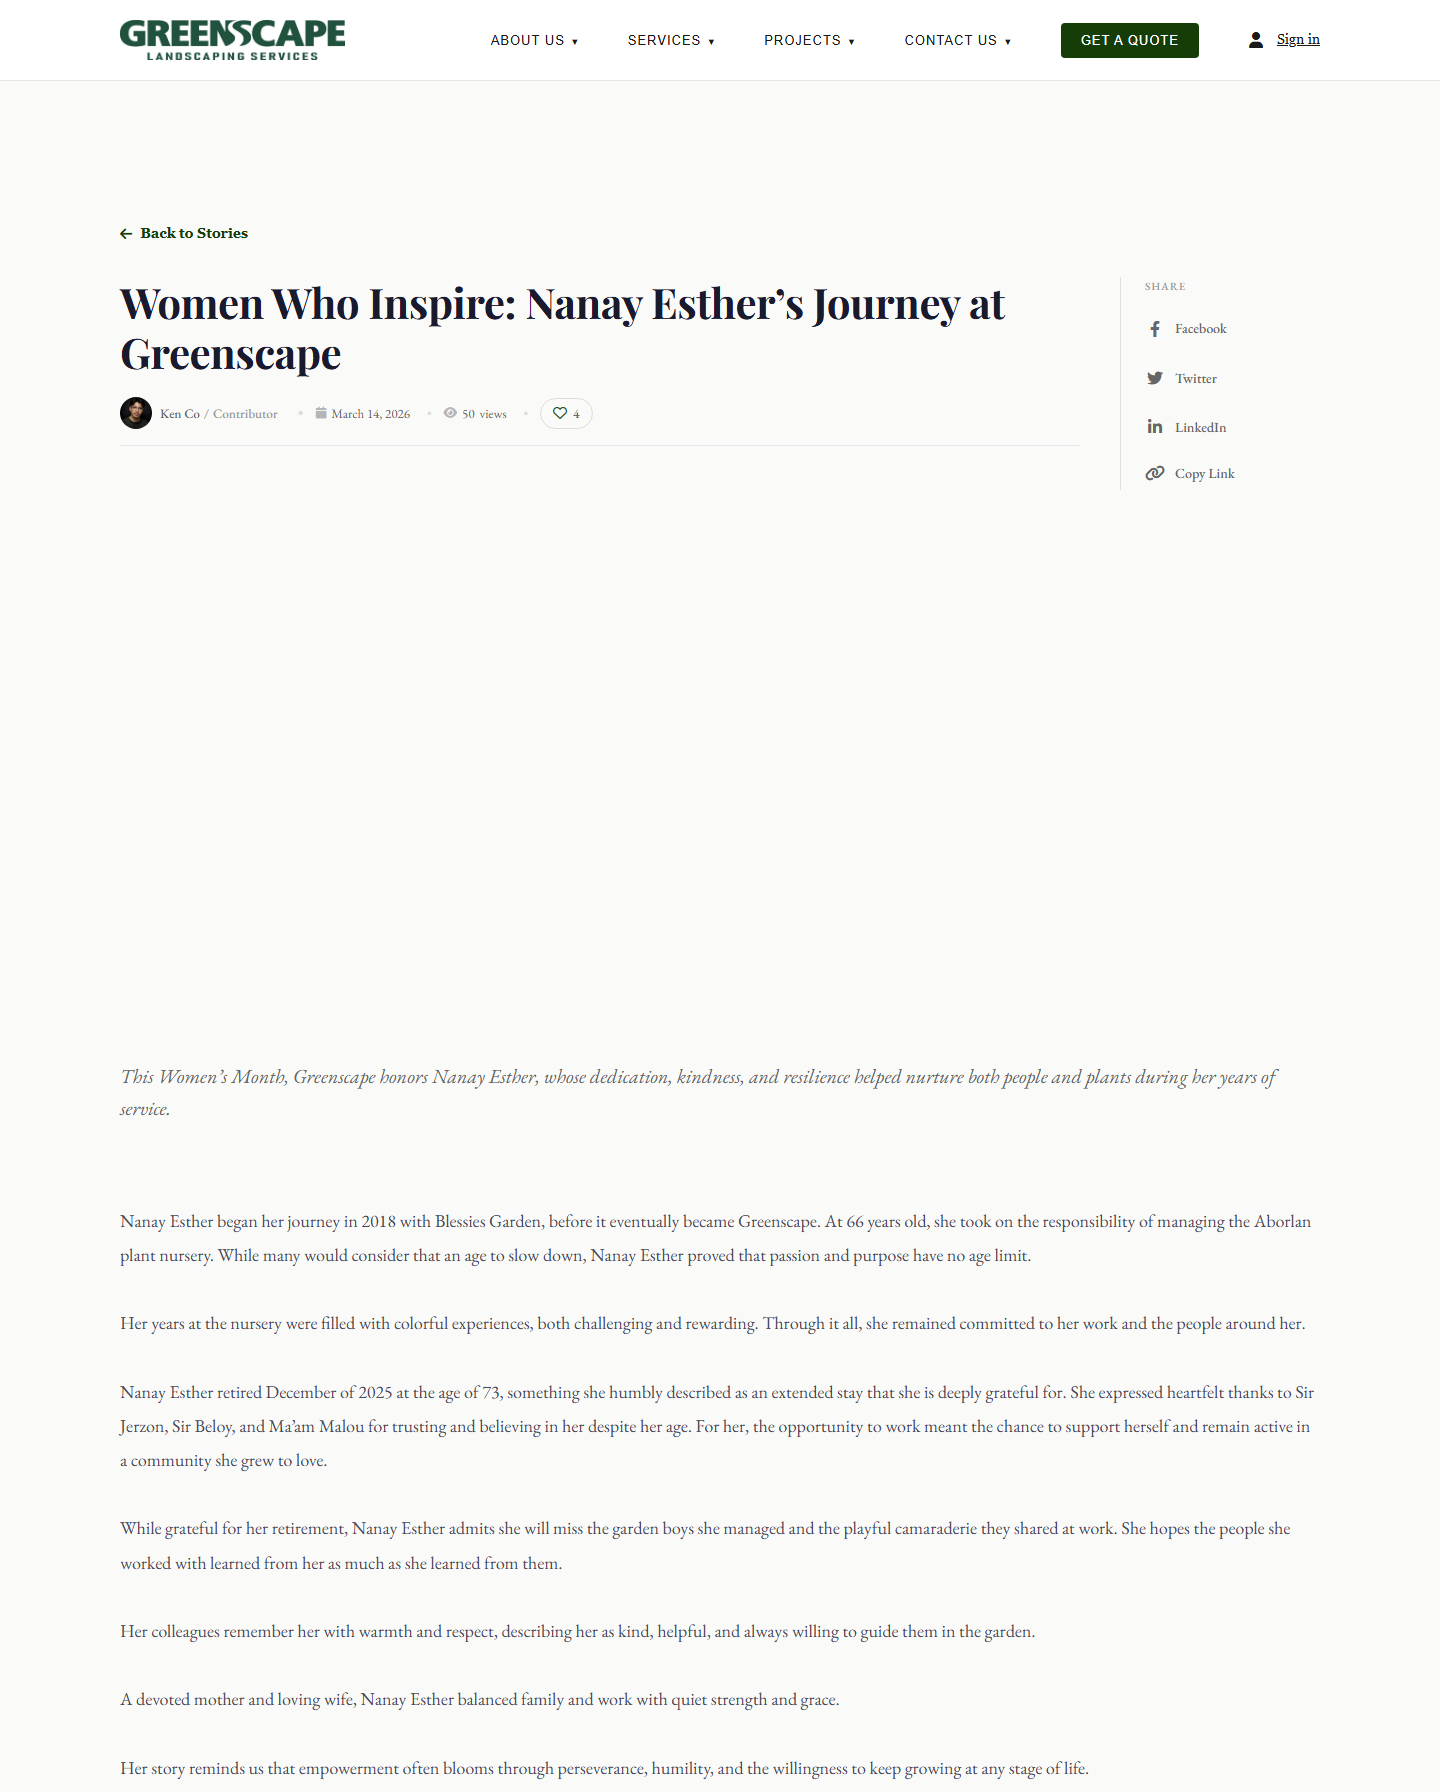 GREENSCAPE
LANDSCAPING SERVICES
ABOUT US ▾
SERVICES ▾
PROJECTS ▾
CONTACT US ▾
GET A QUOTE
Sign in
Back to Stories
Women Who Inspire: Nanay Esther’s Journey at
Greenscape
Ken Co / Contributor
March 14, 2026
50 views
4
SHARE
Facebook
Twitter
LinkedIn
Copy Link
This Women’s Month, Greenscape honors Nanay Esther, whose dedication, kindness, and resilience helped nurture both people and plants during her years of
service.
Nanay Esther began her journey in 2018 with Blessies Garden, before it eventually became Greenscape. At 66 years old, she took on the responsibility of managing the Aborlan
plant nursery. While many would consider that an age to slow down, Nanay Esther proved that passion and purpose have no age limit.
Her years at the nursery were filled with colorful experiences, both challenging and rewarding. Through it all, she remained committed to her work and the people around her.
Nanay Esther retired December of 2025 at the age of 73, something she humbly described as an extended stay that she is deeply grateful for. She expressed heartfelt thanks to Sir
Jerzon, Sir Beloy, and Ma’am Malou for trusting and believing in her despite her age. For her, the opportunity to work meant the chance to support herself and remain active in
a community she grew to love.
While grateful for her retirement, Nanay Esther admits she will miss the garden boys she managed and the playful camaraderie they shared at work. She hopes the people she
worked with learned from her as much as she learned from them.
Her colleagues remember her with warmth and respect, describing her as kind, helpful, and always willing to guide them in the garden.
A devoted mother and loving wife, Nanay Esther balanced family and work with quiet strength and grace.
Her story reminds us that empowerment often blooms through perseverance, humility, and the willingness to keep growing at any stage of life.